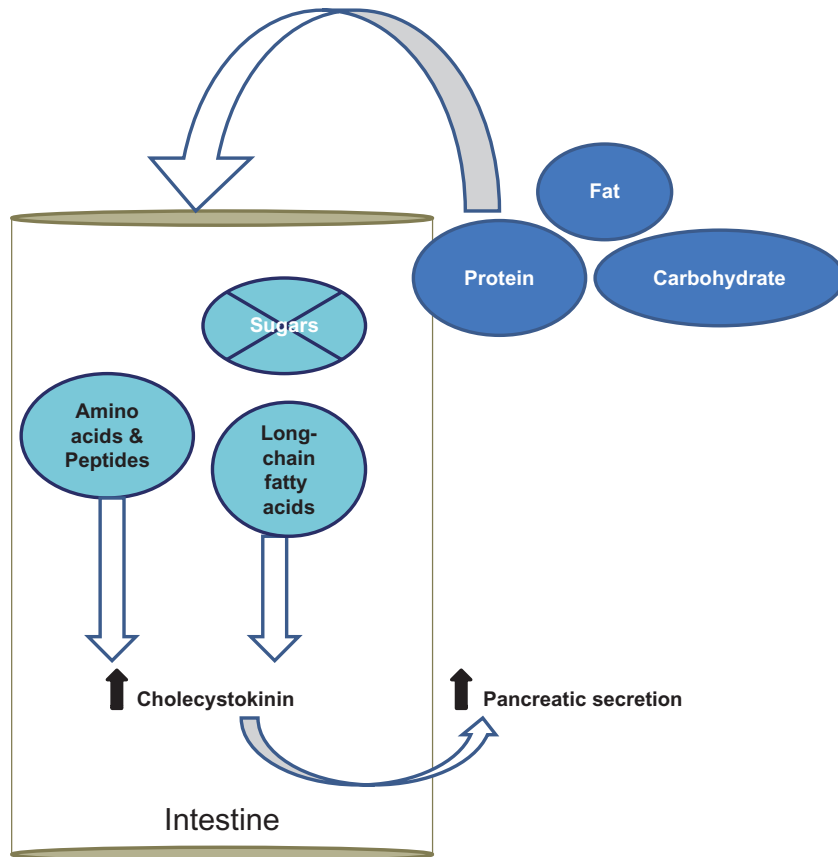 Fat
Protein
Carbohydrate
Sugars
Amino
acids &
Peptides
Long-
chain
fatty
acids
Cholecystokinin
Pancreatic secretion
Intestine